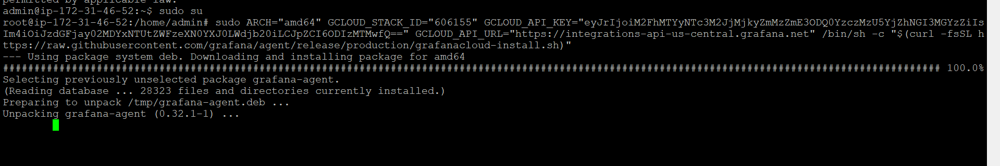 permitted by applicable law.
admin@ip-172-31-46-52:~$ sudo su
root@ip-172-31-46-52:/home/admin# sudo ARCH="amd64" GCLOUD_STACK_ID="606155" GCLOUD_API_KEY="eyJrIjoiM2FhMTYyNTc3M2JjMjkyZmMzZmE3ODQ0YzczMzU5YjZhNGI3MGYzZiIs
Im4iOiJzdGFjay02MDYxNTUtZWFzeXN0YXJ0LWdjb20iLCJpZCI6ODIzMTMwfQ==" GCLOUD_API_URL="https://integrations-api-us-central.grafana.net" /bin/sh -c "$(curl -fsSL h
ttps://raw.githubusercontent.com/grafana/agent/release/production/grafanacloud-install.sh)"
--- Using package system deb. Downloading and installing package for amd64
###################################################################################################################################################### 100.0%
Selecting previously unselected package grafana-agent.
(Reading database ... 28323 files and directories currently installed.)
Preparing to unpack /tmp/grafana-agent.deb ...
Unpacking grafana-agent (0.32.1-1) ...